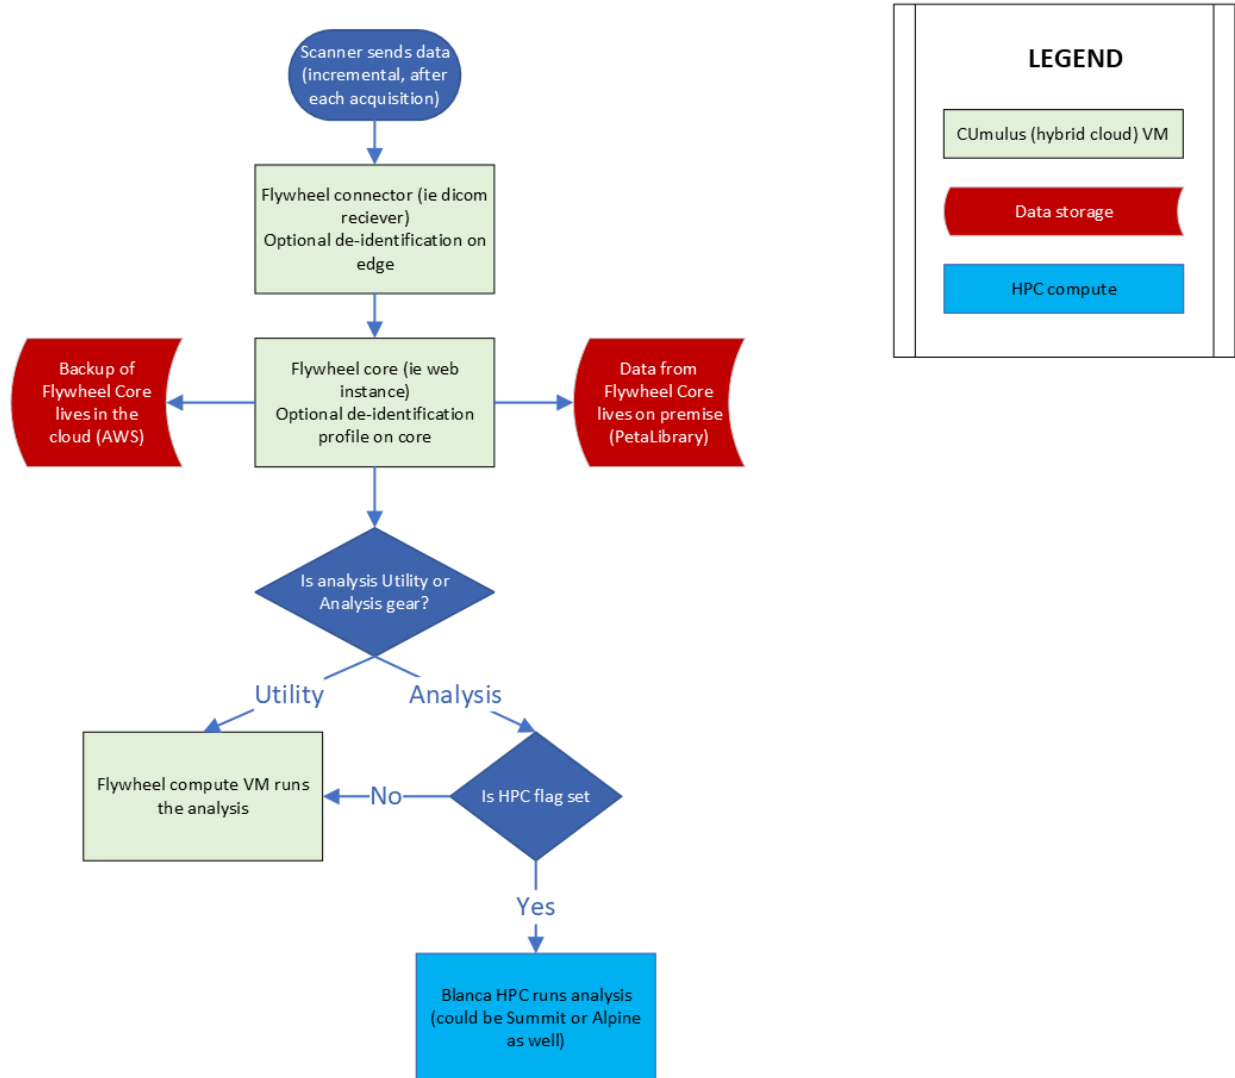 Scanner sends data
(incremental, after
each acquisition)
LEGEND
CUmulus (hybrid cloud) VM
Data storage
HPC compute
Flywheel connector (ie dicom
reciever)
Optional de-identification on
edge
Backup of
Flywheel Core
lives in the
cloud (AWS)
Flywheel core (ie web
instance)
Optional de-identification
profile on core
Data from
Flywheel Core
lives on premise
(PetaLibrary)
Is analysis Utility or
Analysis gear?
Utility
Analysis
Flywheel compute VM runs
the analysis
No
Is HPC flag set
Yes
Blanca HPC runs analysis
(could be Summit or Alpine
as well)